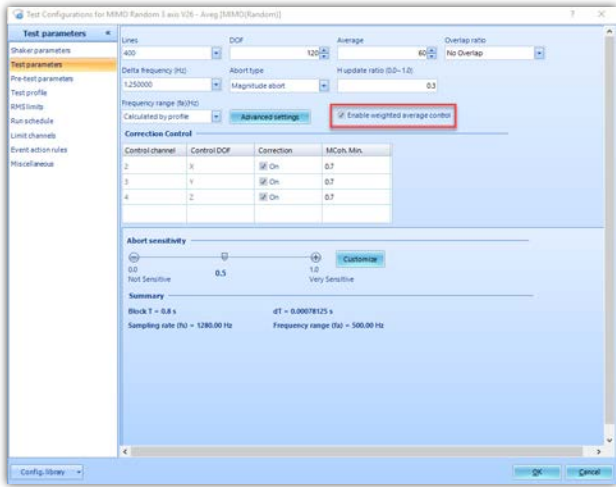 Test Configurations for MIMO Random 3 axis V26 - Aveg [MIMO(Random)]
Test parameters «
Shaker parameters
Test parameters
Pre-test parameters
Test profile
RMS limits
Run schedule
Limit channels
Event action rules
Miscellaneous
Lines DOF Average Overlap ratio
400 120 60 No Overlap
Delta frequency (Hz) Abort type H update ratio (0.0~1.0)
1.250000 Magnitude abort 0.3
Frequency range (fa)(Hz)
Calculated by profile Advanced settings Enable weighted average control
Correction Control
Control channel Control DOF Correction MCoh. Min.
2 X On 0.7
3 Y On 0.7
4 Z On 0.7
Abort sensitivity
0.0 0.5 1.0 Customize
Not Sensitive Very Sensitive
Summary
Block T = 0.8 s dT = 0.00078125 s
Sampling rate (fs) = 1280.00 Hz Frequency range (fa) = 500.00 Hz
Config. library OK Cancel